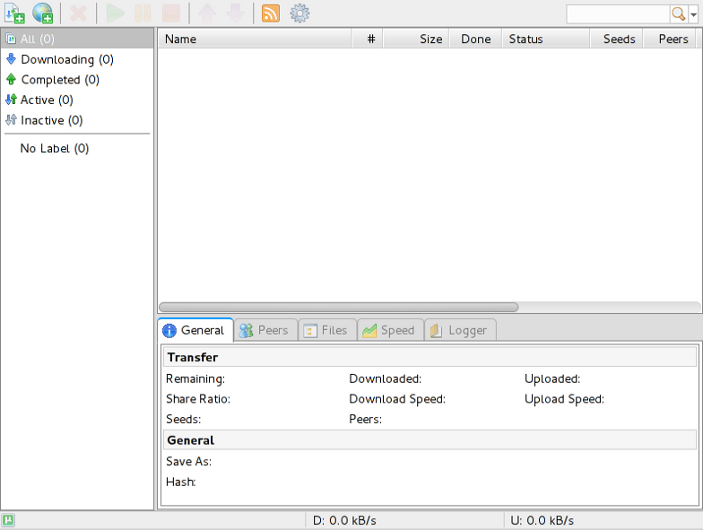 All (0)
Downloading (0)
Completed (0)
Active (0)
Inactive (0)
No Label (0)
Name # Size Done Status Seeds Peers
General Peers Files Speed Logger
Transfer
Remaining: Downloaded: Uploaded:
Share Ratio: Download Speed: Upload Speed:
Seeds: Peers:
General
Save As:
Hash:
D: 0.0 kB/s U: 0.0 kB/s